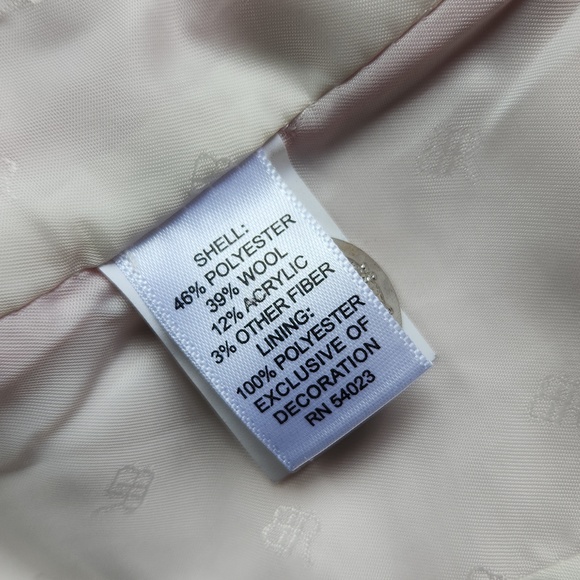 SHELL:
46% POLYESTER
39% WOOL
12% ACRYLIC
3% OTHER FIBER
LINING:
100% POLYESTER
EXCLUSIVE OF
DECORATION
RN 54023